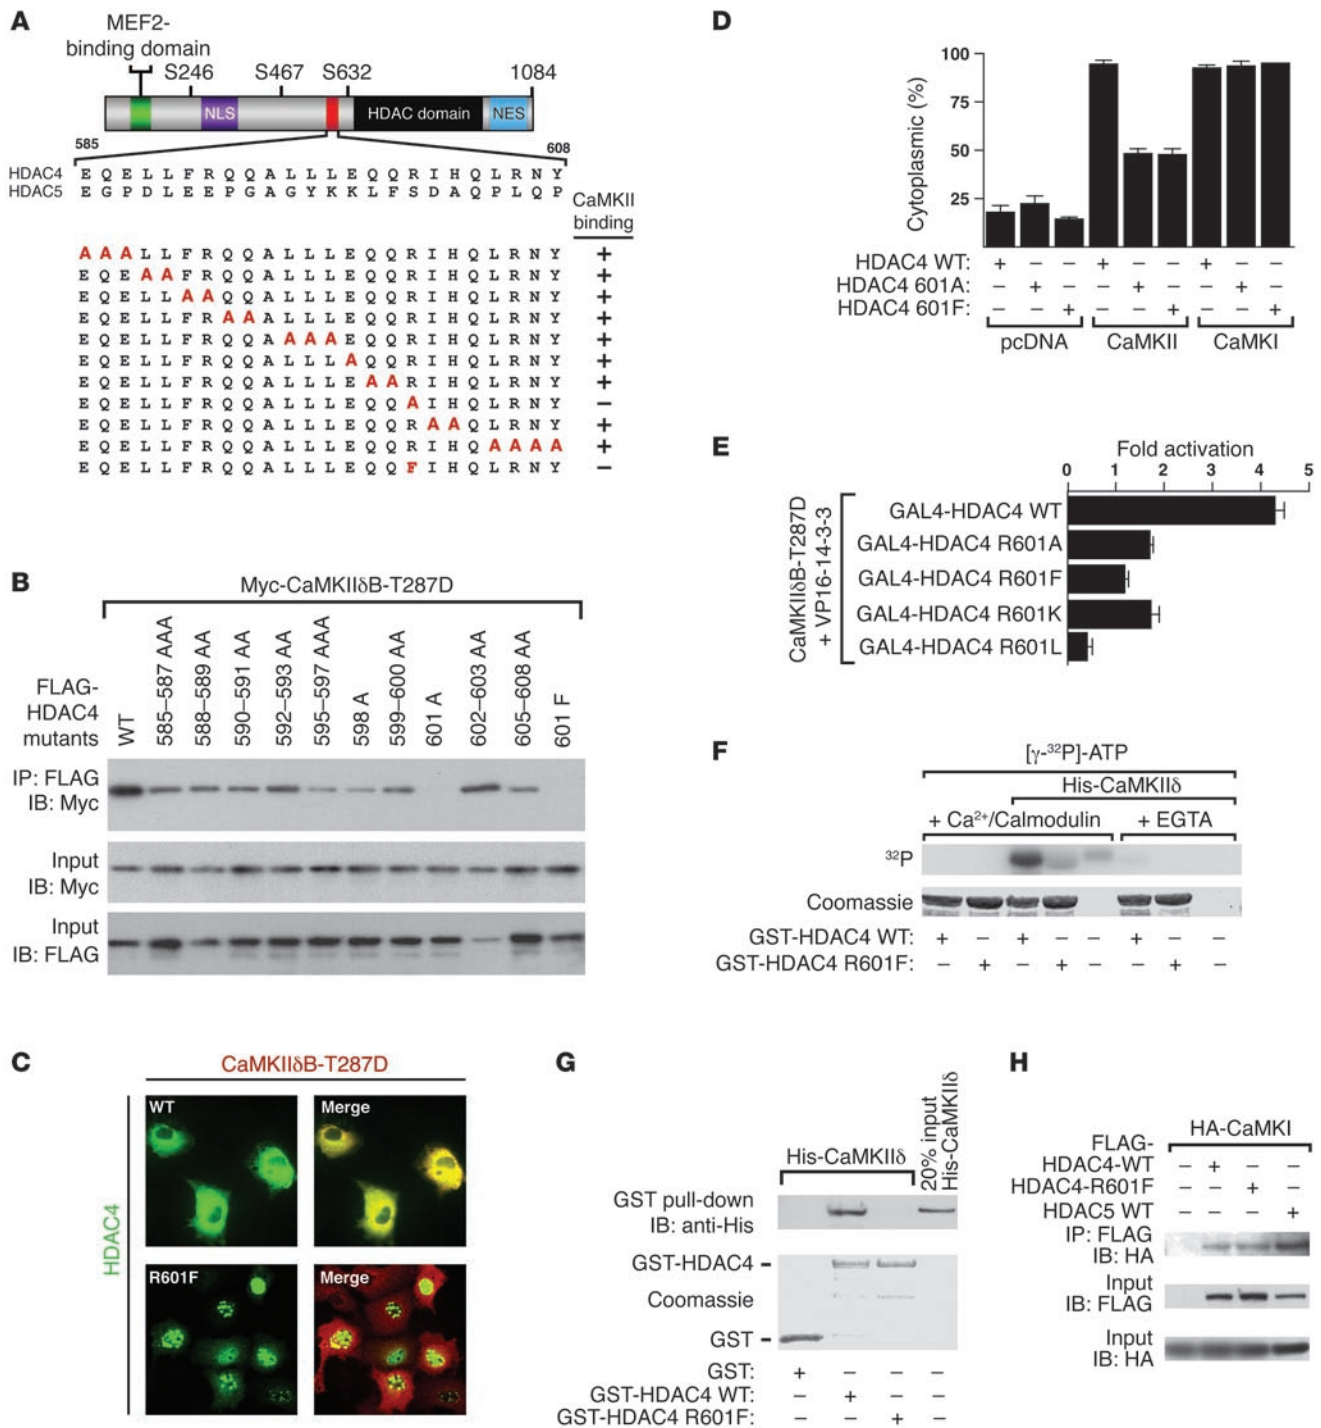 A
MEF2-
binding domain
S246
S467
S632
1084
NLS
HDAC domain
NES
585
608
HDAC4 E Q E L L F R Q Q A L L L E Q Q R I H Q L R N Y
HDAC5 E G P D L E E P G A G Y K K L F S D A Q P L Q P
CaMKII
binding
A A A L L F R Q Q A L L L E Q Q R I H Q L R N Y +
E Q E A A F R Q Q A L L L E Q Q R I H Q L R N Y +
E Q E L L A A Q Q A L L L E Q Q R I H Q L R N Y +
E Q E L L F R A A A L L L E Q Q R I H Q L R N Y +
E Q E L L F R Q Q A A A A E Q Q R I H Q L R N Y +
E Q E L L F R Q Q A L L L A Q Q R I H Q L R N Y +
E Q E L L F R Q Q A L L L E A A R I H Q L R N Y +
E Q E L L F R Q Q A L L L E Q Q A I H Q L R N Y −
E Q E L L F R Q Q A L L L E Q Q R A A Q L R N Y +
E Q E L L F R Q Q A L L L E Q Q R I H Q A A A A +
E Q E L L F R Q Q A L L L E Q Q F I H Q L R N Y −
B
Myc-CaMKIIδB-T287D
FLAG-
HDAC4
mutants
WT
585–587 AAA
588–589 AA
590–591 AA
592–593 AA
595–597 AAA
598 A
599–600 AA
601 A
602–603 AA
605–608 AA
601 F
IP: FLAG
IB: Myc
Input
IB: Myc
Input
IB: FLAG
C
CaMKIIδB-T287D
HDAC4
WT
Merge
R601F
Merge
D
Cytoplasmic (%)
100
75
50
25
HDAC4 WT: + − − + − − + − −
HDAC4 601A: − + − − + − − + −
HDAC4 601F: − − + − − + − − +
pcDNA
CaMKII
CaMKI
E
Fold activation
0 1 2 3 4 5
CaMKIIδB-T287D
+ VP16-14-3-3
GAL4-HDAC4 WT
GAL4-HDAC4 R601A
GAL4-HDAC4 R601F
GAL4-HDAC4 R601K
GAL4-HDAC4 R601L
F
[γ-³²P]-ATP
His-CaMKIIδ
+ Ca²⁺/Calmodulin
+ EGTA
³²P
Coomassie
GST-HDAC4 WT: + − + − − + − −
GST-HDAC4 R601F: − + − + − − + −
G
His-CaMKIIδ
20% input
His-CaMKIIδ
GST pull-down
IB: anti-His
GST-HDAC4
Coomassie
GST
GST: + − − −
GST-HDAC4 WT: − + − −
GST-HDAC4 R601F: − − + −
H
HA-CaMKI
FLAG-
HDAC4-WT − + − −
HDAC4-R601F − − + −
HDAC5 WT − − − +
IP: FLAG
IB: HA
Input
IB: FLAG
Input
IB: HA